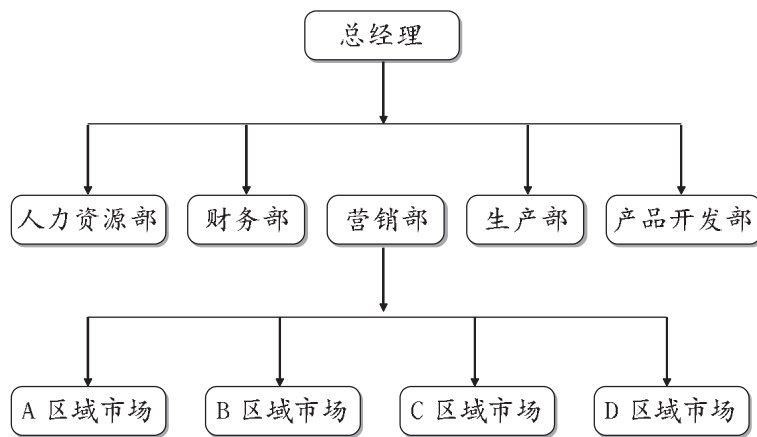 总经理
人力资源部
财务部
营销部
生产部
产品开发部
A 区域市场
B 区域市场
C 区域市场
D 区域市场